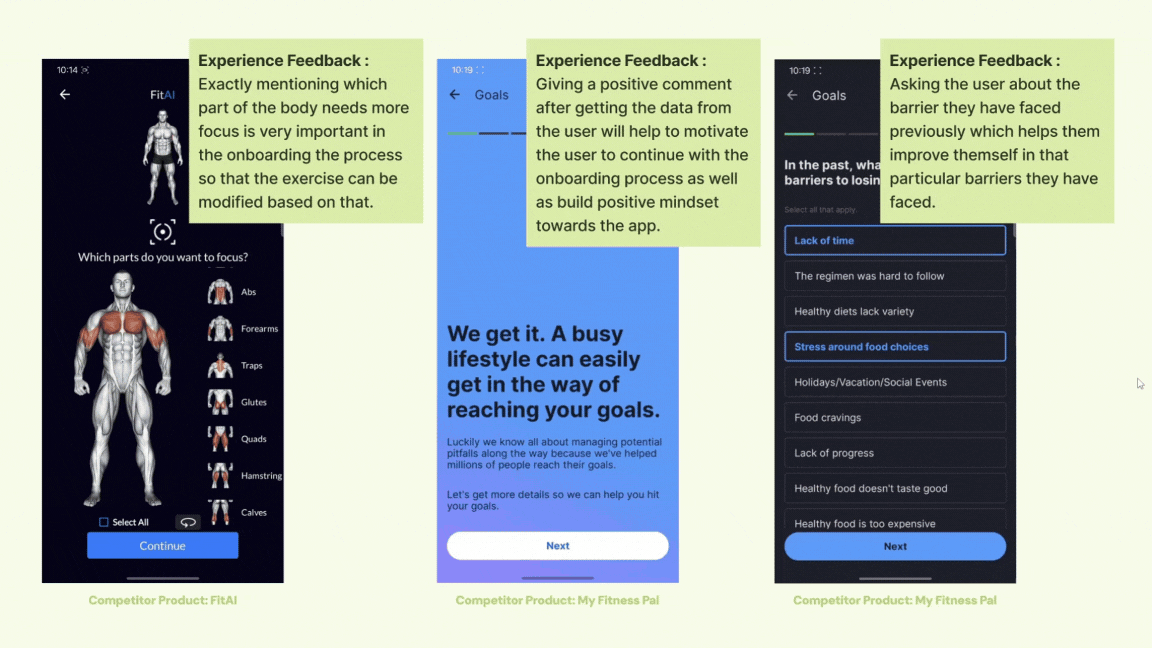 10:14
FitAI
Which parts do you want to focus?
Abs
Forearms
Traps
Glutes
Quads
Hamstring
Calves
Select All
Continue
Experience Feedback :
Exactly mentioning which
part of the body needs more
focus is very important in
the onboarding the process
so that the exercise can be
modified based on that.
Competitor Product: FitAI
10:19
Goals
Experience Feedback :
Giving a positive comment
after getting the data from
the user will help to motivate
the user to continue with the
onboarding process as well
as build positive mindset
towards the app.
We get it. A busy
lifestyle can easily
get in the way of
reaching your goals.
Luckily we know all about managing potential
pitfalls along the way because we've helped
millions of people reach their goals.
Let's get more details so we can help you hit
your goals.
Next
Competitor Product: My Fitness Pal
10:19
Goals
Experience Feedback :
Asking the user about the
barrier they have faced
previously which helps them
improve themself in that
particular barriers they have
faced.
In the past, wha
barriers to losin
Select all that apply.
Lack of time
The regimen was hard to follow
Healthy diets lack variety
Stress around food choices
Holidays/Vacation/Social Events
Food cravings
Lack of progress
Healthy food doesn't taste good
Healthy food is too expensive
Next
Competitor Product: My Fitness Pal